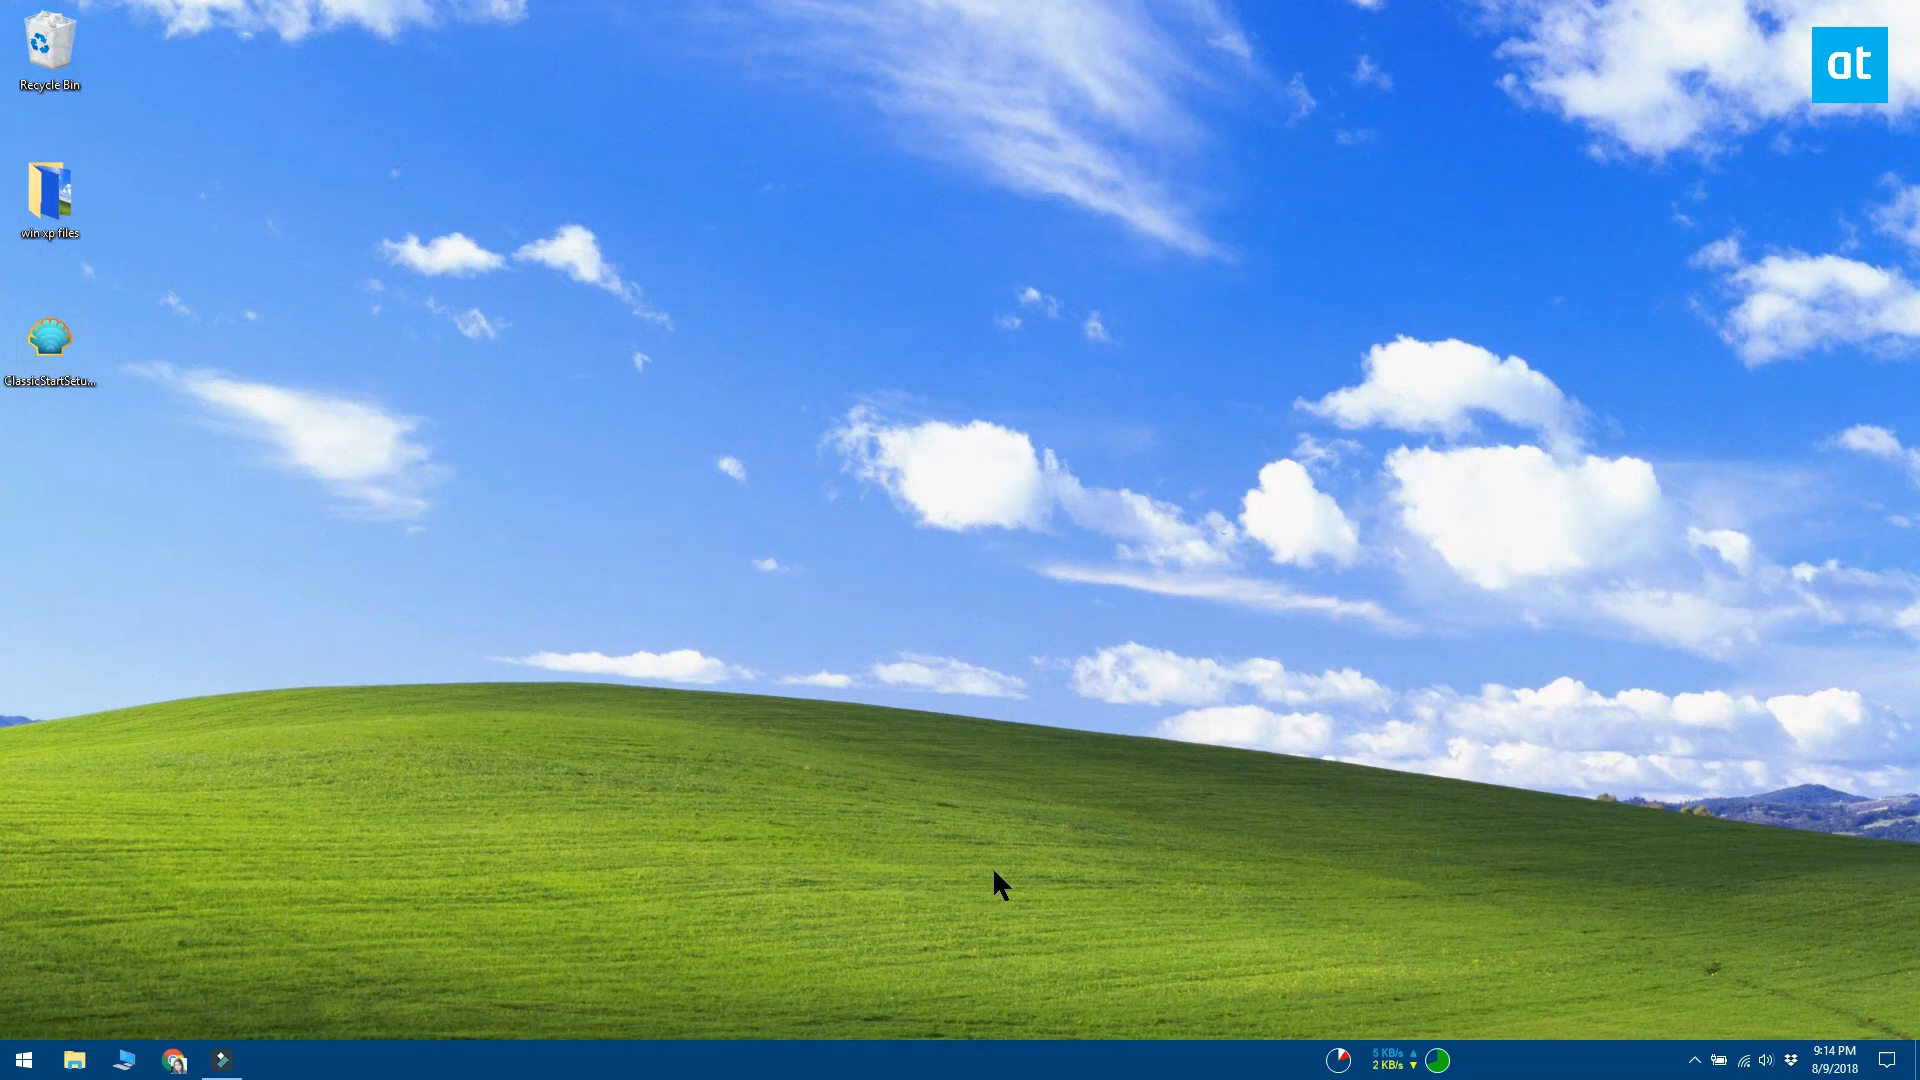 Recycle Bin
at
win xp files
ClassicStartSetu...
5 KB/s
2 KB/s
9:14 PM
8/9/2018